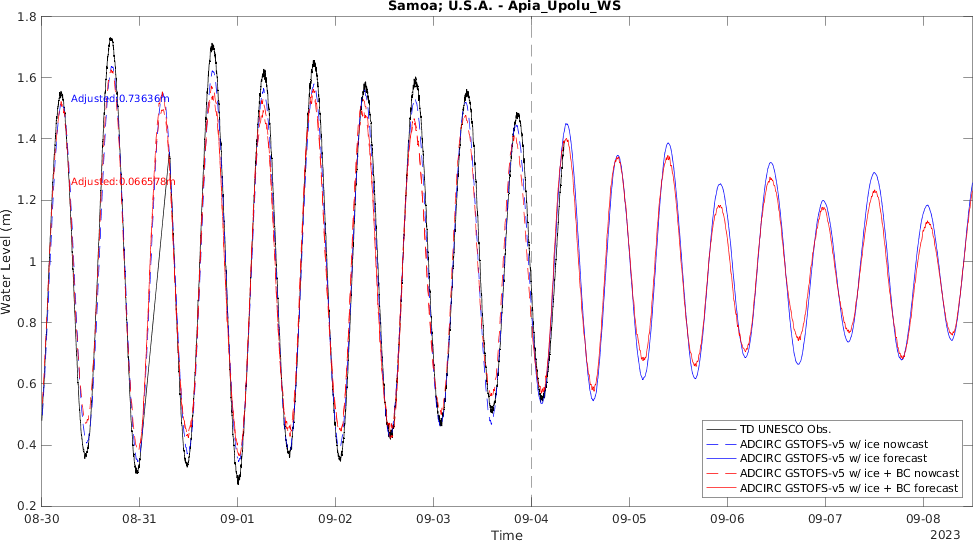 Samoa; U.S.A. - Apia_Upolu_WS
1.8
1.6
1.4
1.2
1
0.8
0.6
0.4
0.2
Water Level (m)
Adjusted:0.73636m
Adjusted:0.066578m
TD UNESCO Obs.
ADCIRC GSTOFS-v5 w/ ice nowcast
ADCIRC GSTOFS-v5 w/ ice forecast
ADCIRC GSTOFS-v5 w/ ice + BC nowcast
ADCIRC GSTOFS-v5 w/ ice + BC forecast
08-30 08-31 09-01 09-02 09-03 09-04 09-05 09-06 09-07 09-08
Time
2023